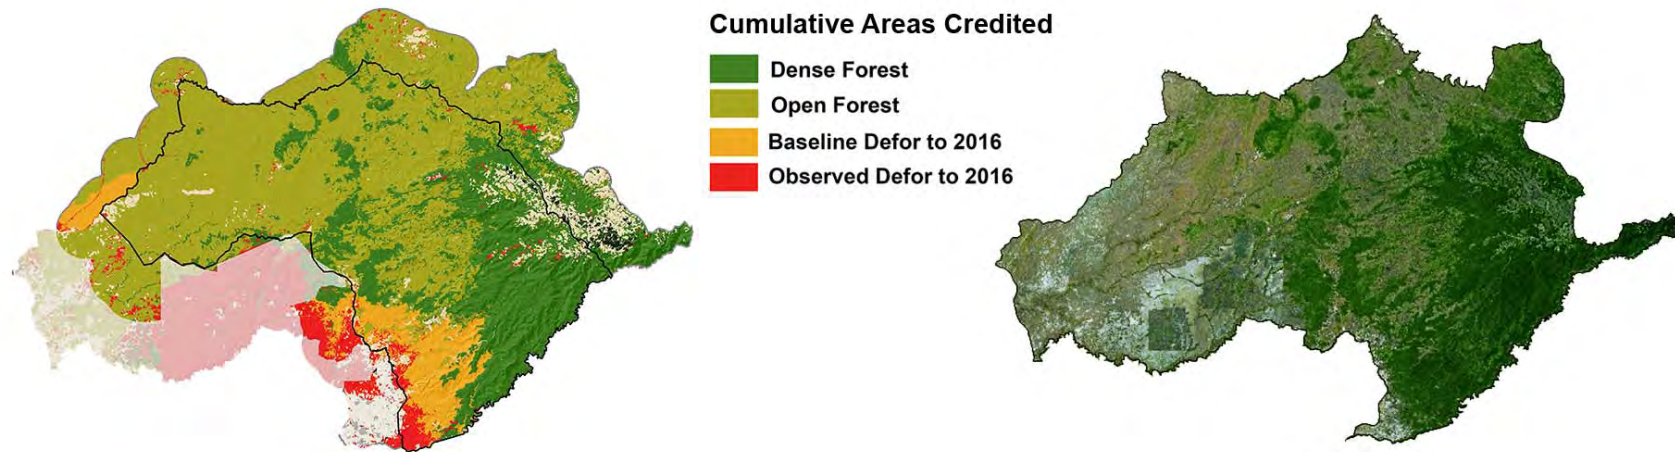 Cumulative Areas Credited
Dense Forest
Open Forest
Baseline Defor to 2016
Observed Defor to 2016